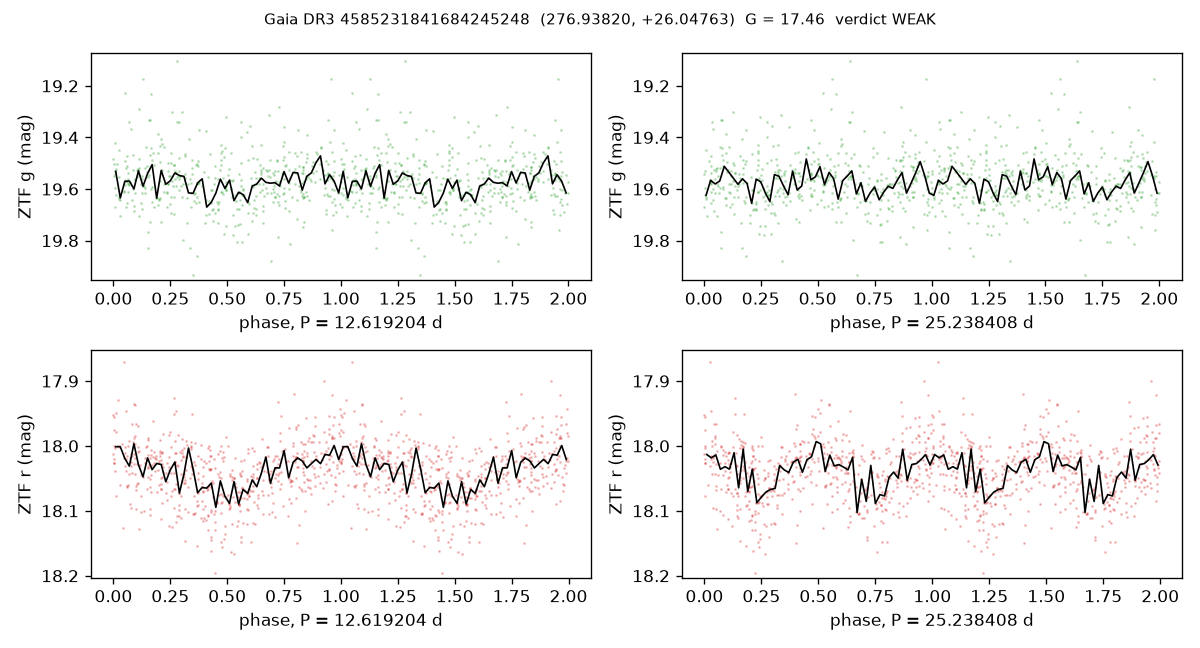 Gaia DR3 4585231841684245248 (276.93820, +26.04763) G = 17.46 verdict WEAK
ZTF g (mag)
19.2
19.4
19.6
19.8
0.00 0.25 0.50 0.75 1.00 1.25 1.50 1.75 2.00
phase, P = 12.619204 d
ZTF g (mag)
19.2
19.4
19.6
19.8
0.00 0.25 0.50 0.75 1.00 1.25 1.50 1.75 2.00
phase, P = 25.238408 d
ZTF r (mag)
17.9
18.0
18.1
18.2
0.00 0.25 0.50 0.75 1.00 1.25 1.50 1.75 2.00
phase, P = 12.619204 d
ZTF r (mag)
17.9
18.0
18.1
18.2
0.00 0.25 0.50 0.75 1.00 1.25 1.50 1.75 2.00
phase, P = 25.238408 d